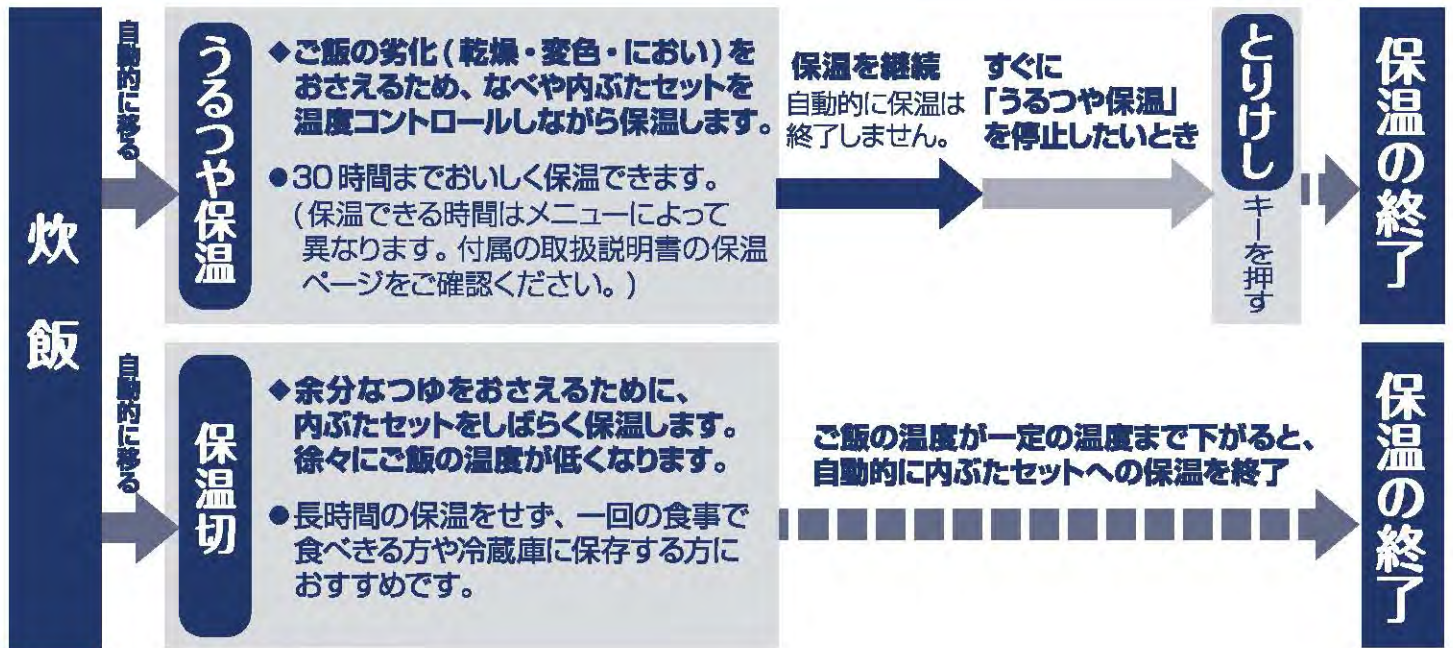 炊飯
自動的に移る
うるつや保温
◆ご飯の劣化(乾燥・変色・におい)を
おさえるため、なべや内ぶたセットを
温度コントロールしながら保温します。
●30時間までおいしく保温できます。
(保温できる時間はメニューによって
異なります。付属の取扱説明書の保温
ページをご確認ください。)
保温を継続
自動的に保温は
終了しません。
すぐに
「うるつや保温」
を停止したいとき
とりけし
キーを押す
保温の終了
自動的に移る
保温切
◆余分なつゆをおさえるために、
内ぶたセットをしばらく保温します。
徐々にご飯の温度が低くなります。
●長時間の保温をせず、一回の食事で
食べきる方や冷蔵庫に保存する方に
おすすめです。
ご飯の温度が一定の温度まで下がると、
自動的に内ぶたセットへの保温を終了
保温の終了